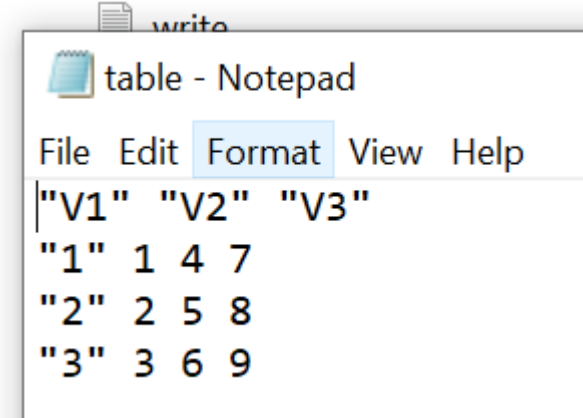 write
table - Notepad
File Edit Format View Help
"V1" "V2" "V3"
"1" 1 4 7
"2" 2 5 8
"3" 3 6 9